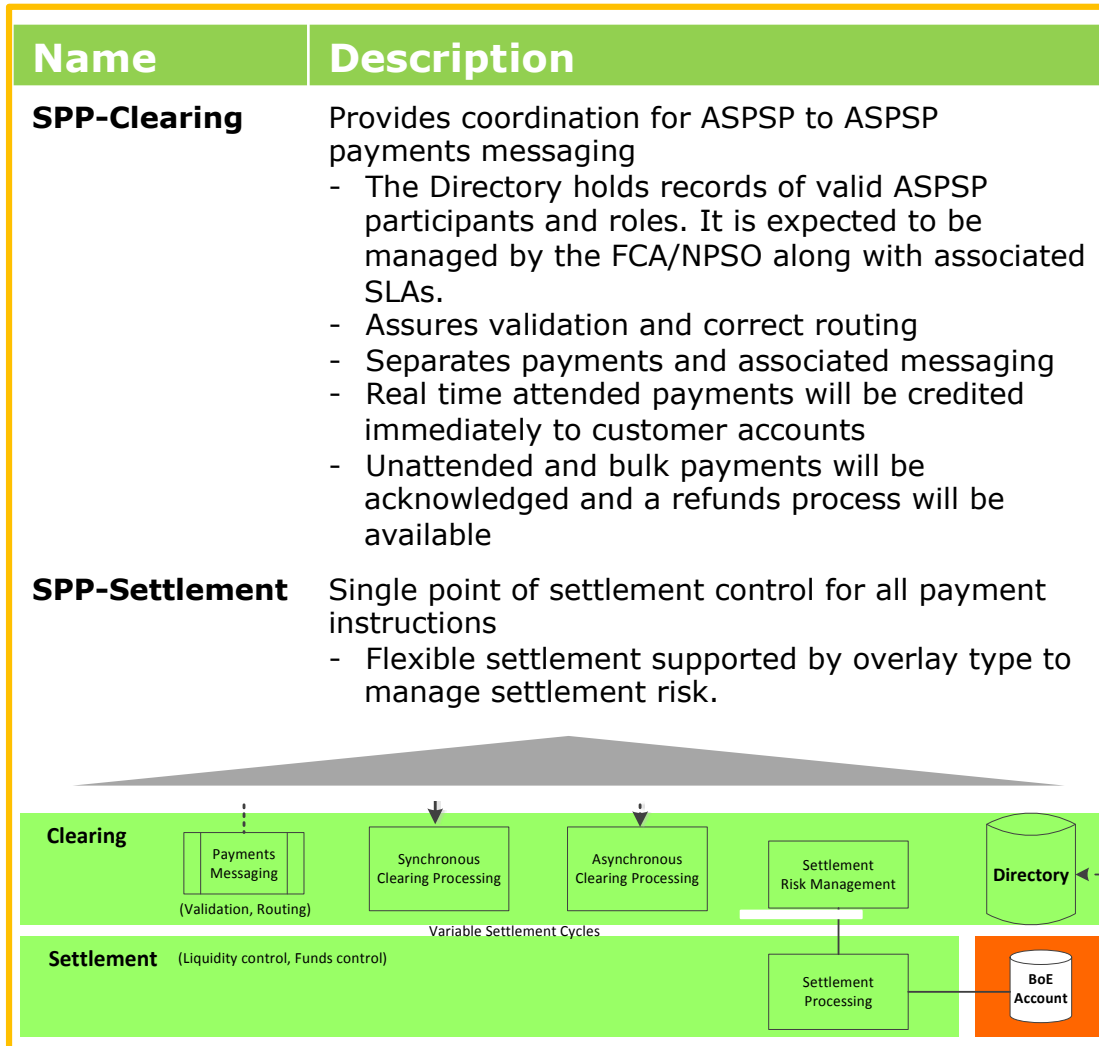 Name Description
SPP-Clearing Provides coordination for ASPSP to ASPSP
payments messaging
- The Directory holds records of valid ASPSP
participants and roles. It is expected to be
managed by the FCA/NPSO along with associated
SLAs.
- Assures validation and correct routing
- Separates payments and associated messaging
- Real time attended payments will be credited
immediately to customer accounts
- Unattended and bulk payments will be
acknowledged and a refunds process will be
available
SPP-Settlement Single point of settlement control for all payment
instructions
- Flexible settlement supported by overlay type to
manage settlement risk.
Clearing
Payments
Messaging
(Validation, Routing)
Synchronous
Clearing Processing
Asynchronous
Clearing Processing
Settlement
Risk Management
Directory
Variable Settlement Cycles
Settlement (Liquidity control, Funds control)
Settlement
Processing
BoE
Account